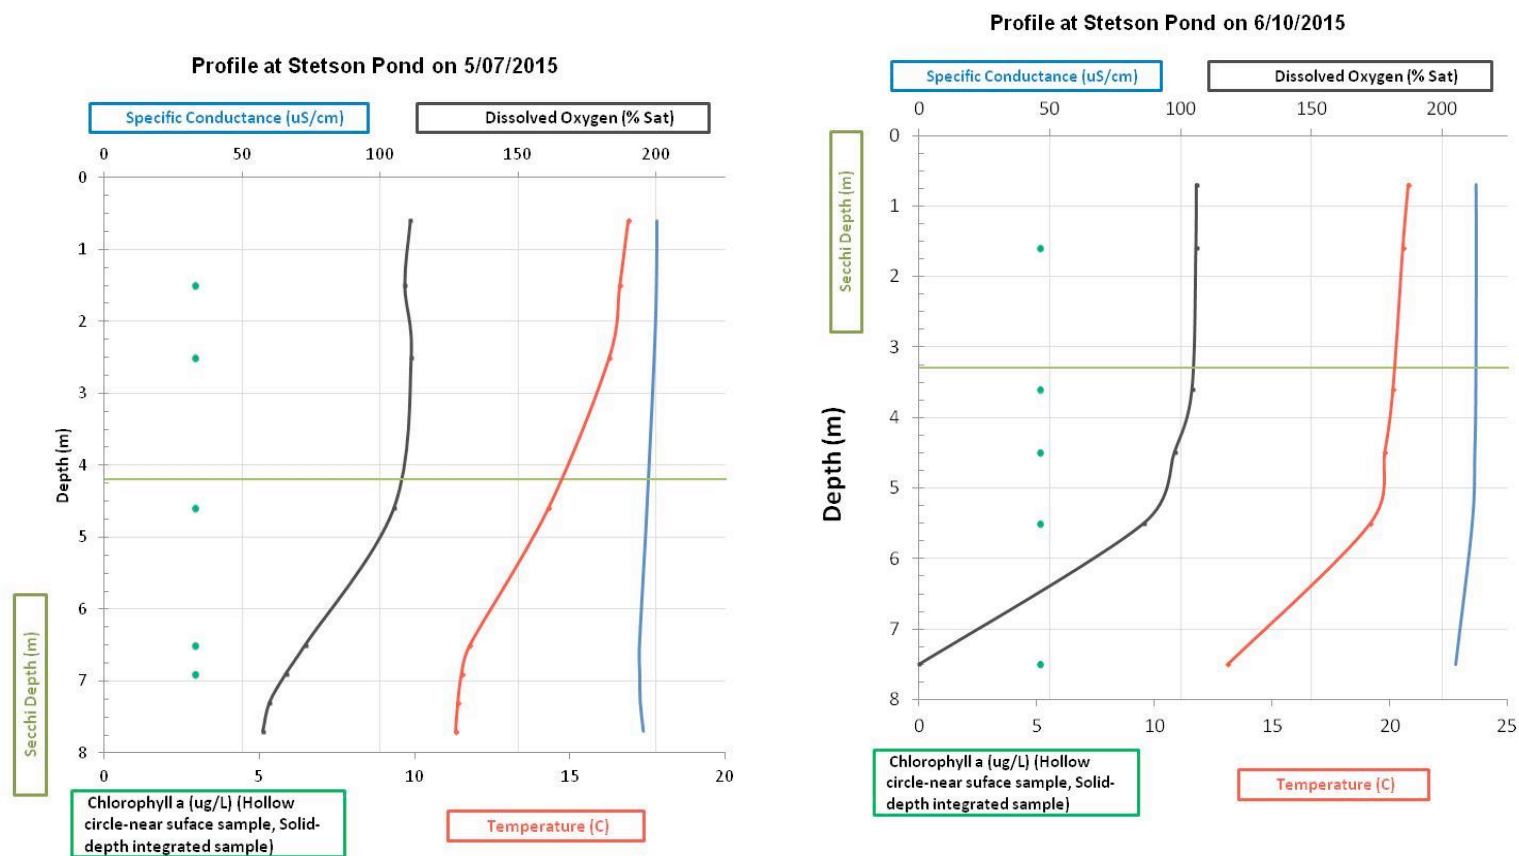 Profile at Stetson Pond on 5/07/2015
Specific Conductance (uS/cm)
Dissolved Oxygen (% Sat)
0 50 100 150 200
0
1
2
3
4
5
6
7
8
Depth (m)
Secchi Depth (m)
0 5 10 15 20
Chlorophyll a (ug/L) (Hollow
circle-near suface sample, Solid-
depth integrated sample)
Temperature (C)
Profile at Stetson Pond on 6/10/2015
Specific Conductance (uS/cm)
Dissolved Oxygen (% Sat)
0 50 100 150 200
0
1
2
3
4
5
6
7
8
Secchi Depth (m)
Depth (m)
0 5 10 15 20 25
Chlorophyll a (ug/L) (Hollow
circle-near suface sample, Solid-
depth integrated sample)
Temperature (C)